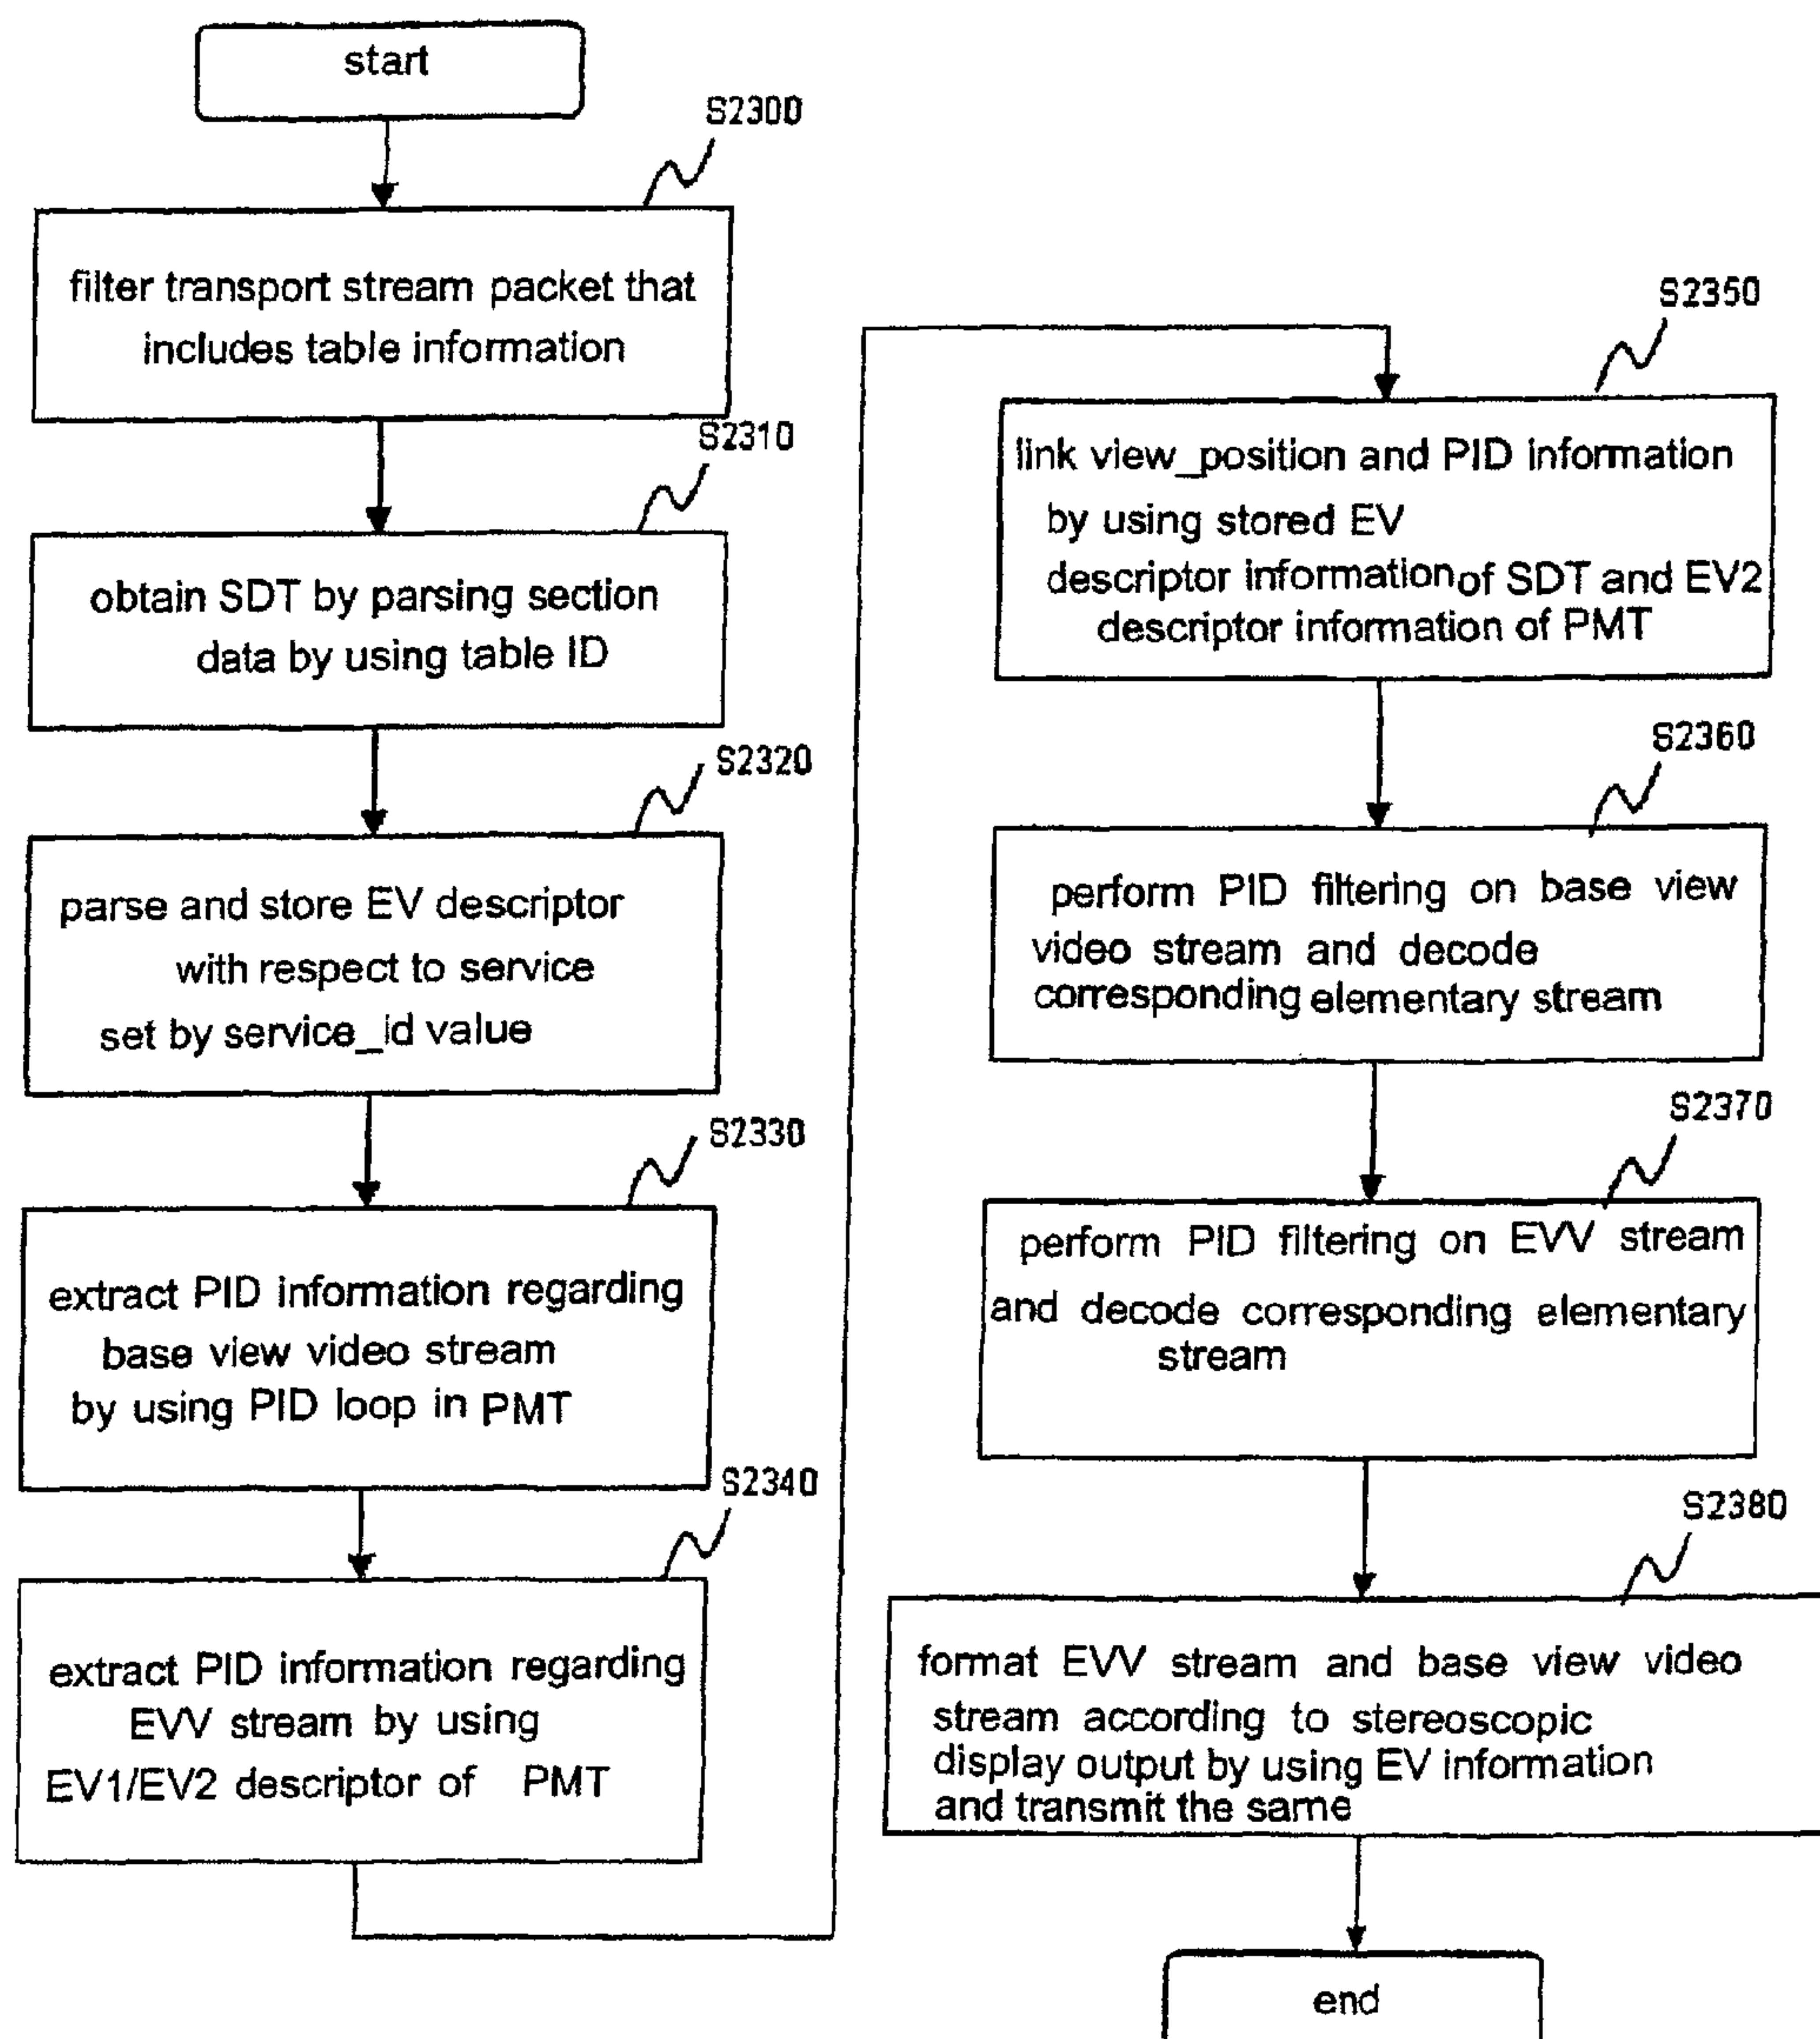 start
S2300
filter transport stream packet that
includes table information
S2310
obtain SDT by parsing section
data by using table ID
S2320
parse and store EV descriptor
with respect to service
set by service_id value
S2330
extract PID information regarding
base view video stream
by using PID loop in PMT
S2340
extract PID information regarding
EVV stream by using
EV1/EV2 descriptor of PMT
S2350
link view_position and PID information
by using stored EV
descriptor information of SDT and EV2
descriptor information of PMT
S2360
perform PID filtering on base view
video stream and decode
corresponding elementary stream
S2370
perform PID filtering on EVV stream
and decode corresponding elementary
stream
S2380
format EVV stream and base view video
stream according to stereoscopic
display output by using EV information
and transmit the same
end